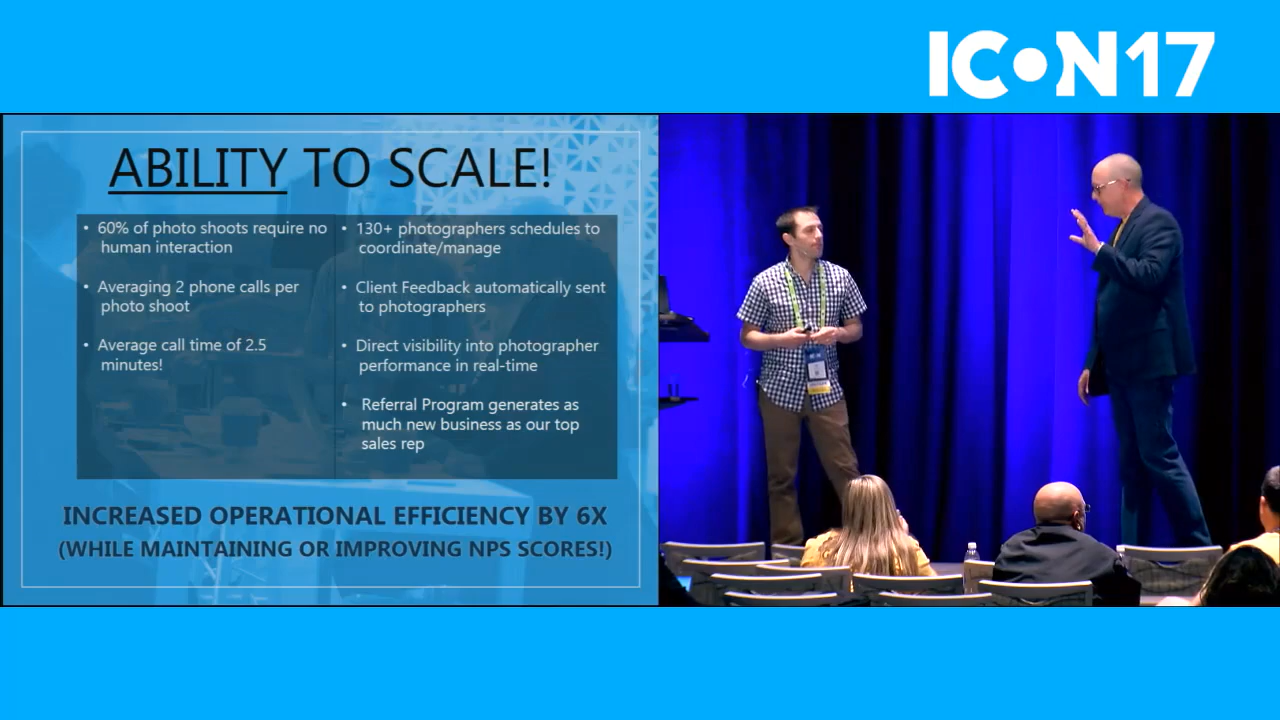 ICON17
ABILITY TO SCALE!
• 60% of photo shoots require no
human interaction
• Averaging 2 phone calls per
photo shoot
• Average call time of 2.5
minutes!
• 130+ photographers schedules to
coordinate/manage
• Client Feedback automatically sent
to photographers
• Direct visibility into photographer
performance in real-time
• Referral Program generates as
much new business as our top
sales rep
INCREASED OPERATIONAL EFFICIENCY BY 6X
(WHILE MAINTAINING OR IMPROVING NPS SCORES!)